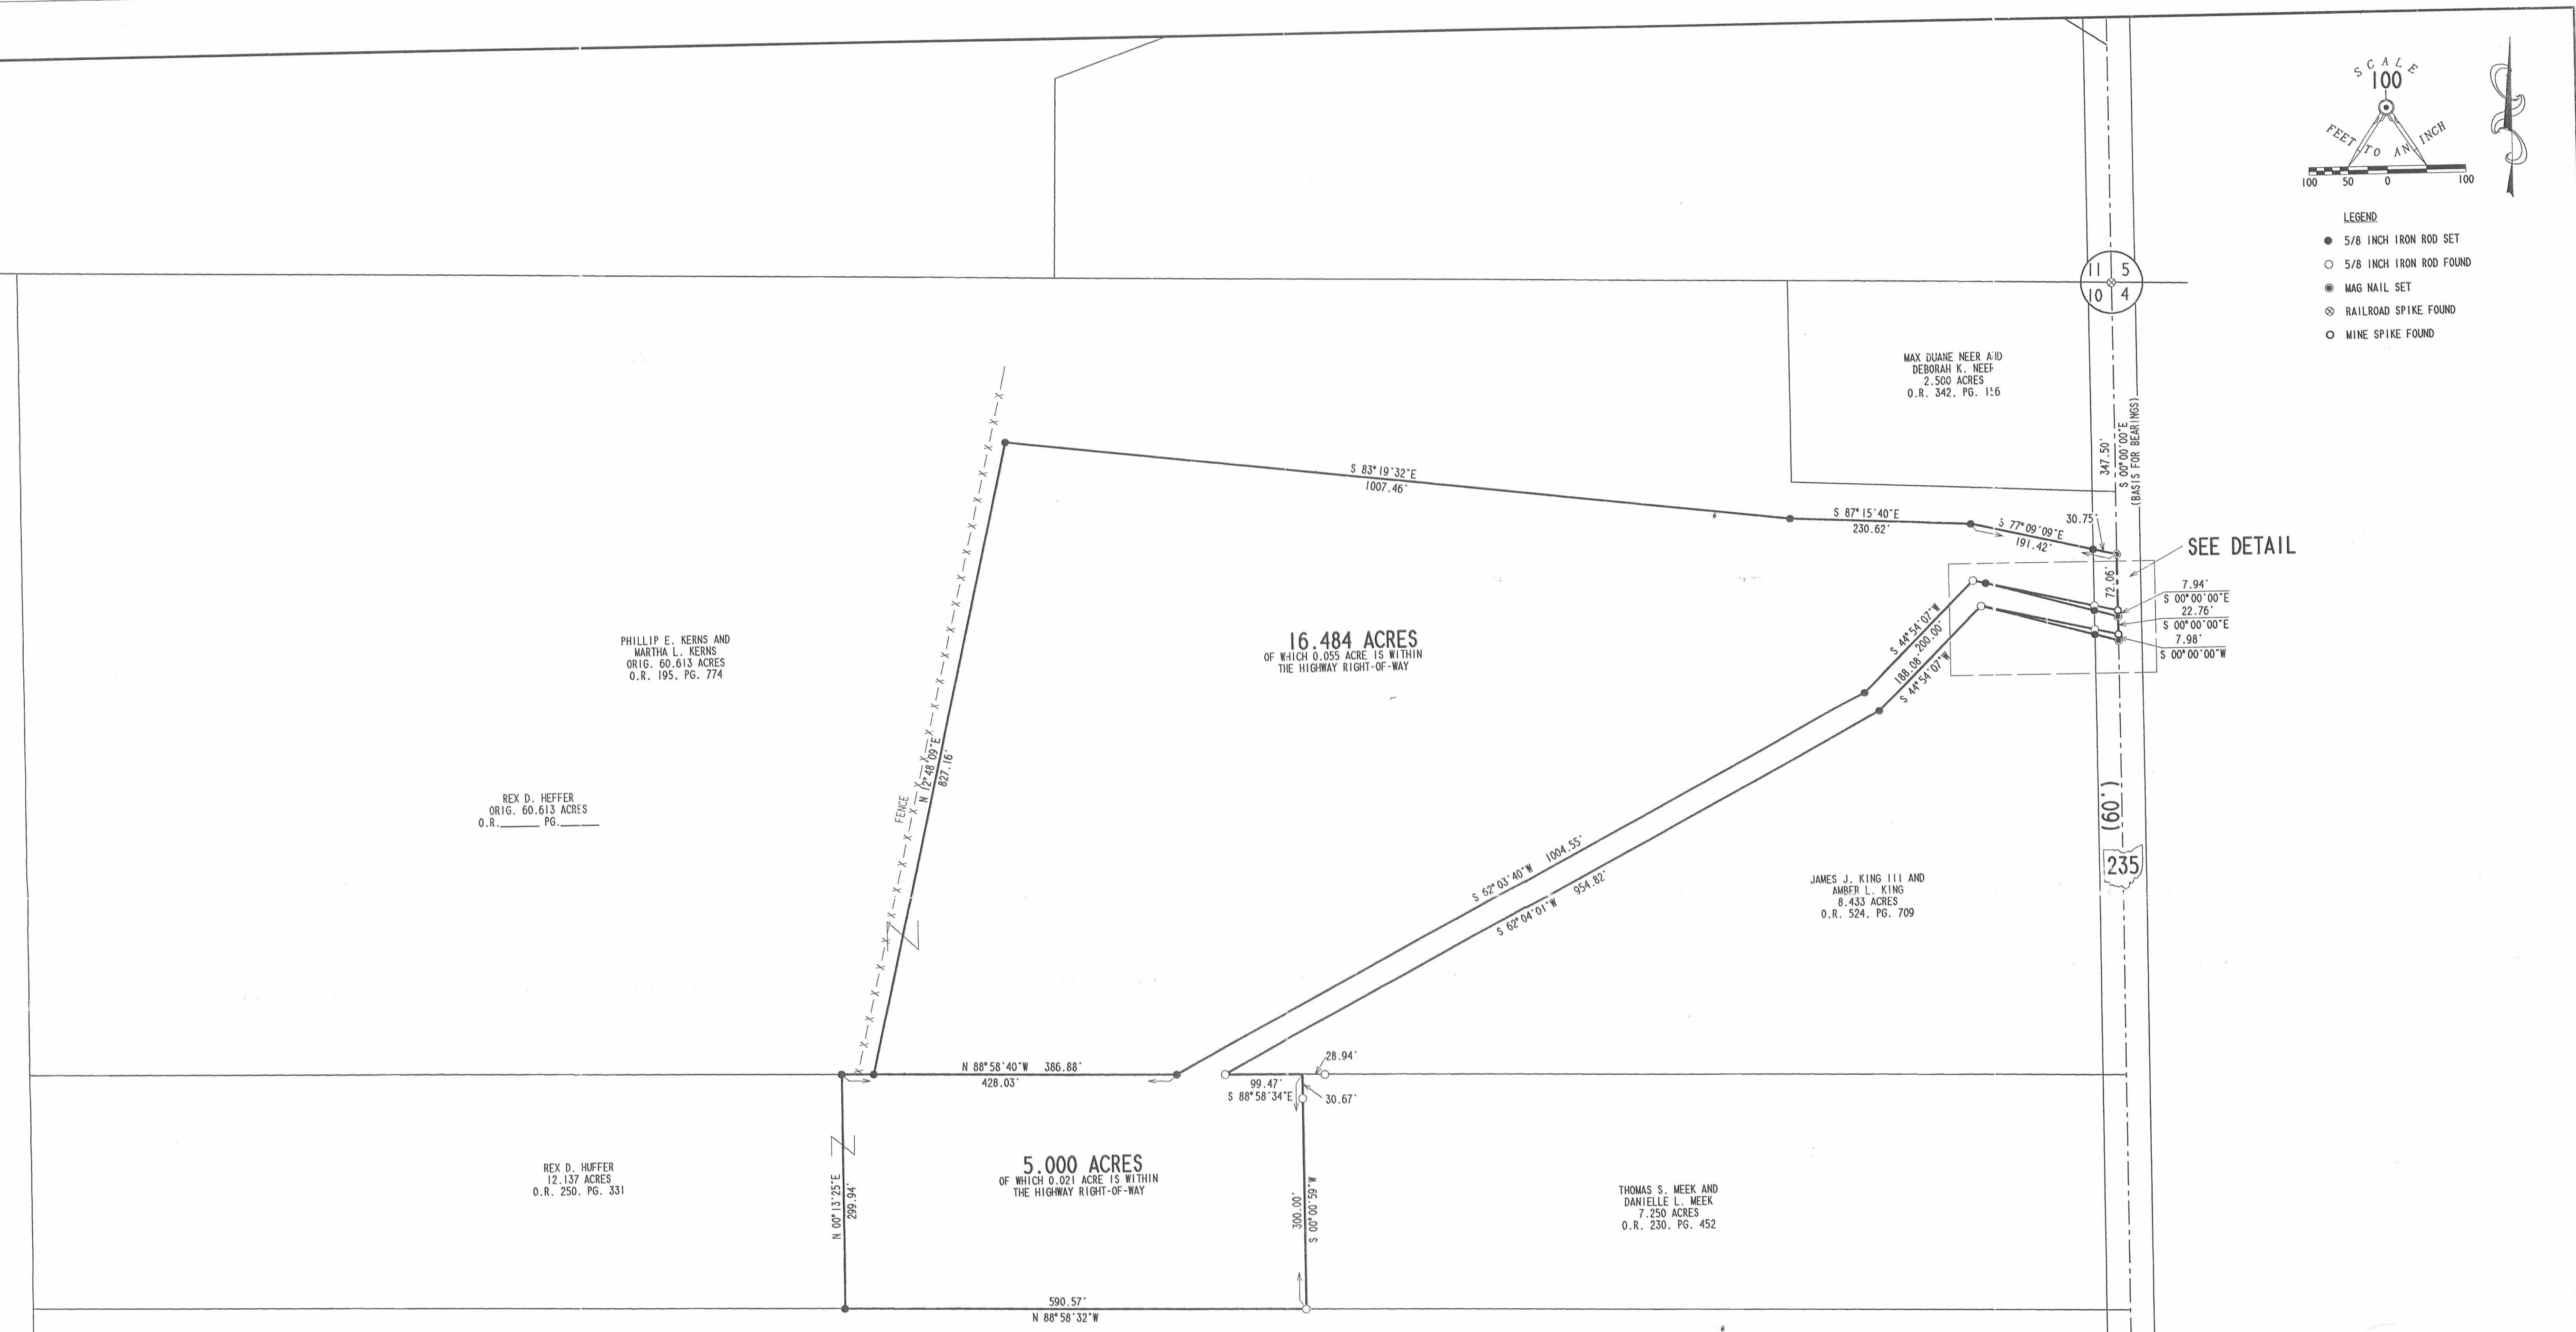 SCALE
100
FEET TO AN INCH
100 50 0 100
LEGEND
5/8 INCH IRON ROD SET
5/8 INCH IRON ROD FOUND
MAG NAIL SET
RAILROAD SPIKE FOUND
MINE SPIKE FOUND
11 5
10 4
MAX DUANE NEER AND
DEBORAH K. NEER
2.500 ACRES
O.R. 342, PG. 156
347.50'
S 00°00'00"E
(BASIS FOR BEARINGS)
S 83°19'32"E
1007.46'
S 87°15'40"E
230.62'
S 77°09'09"E
191.42'
30.75'
SEE DETAIL
72.06'
7.94'
S 00°00'00"E
22.76'
S 00°00'00"E
7.98'
S 00°00'00"W
S 44°54'07"W
200.00'
188.08'
S 44°54'07"W
PHILLIP E. KERNS AND
MARTHA L. KERNS
ORIG. 60.613 ACRES
O.R. 195, PG. 774
16.484 ACRES
OF WHICH 0.055 ACRE IS WITHIN
THE HIGHWAY RIGHT-OF-WAY
N 12°48'09"E
827.16'
FENCE
REX D. HEFFER
ORIG. 60.613 ACRES
O.R.______ PG.______
(60')
235
S 62°03'40"W 1004.55'
S 62°04'01"W 954.82'
JAMES J. KING III AND
AMBER L. KING
8.433 ACRES
O.R. 524, PG. 709
N 88°58'40"W 386.88'
428.03'
28.94'
99.47'
S 88°58'34"E
30.67'
REX D. HUFFER
12.137 ACRES
O.R. 250, PG. 331
N 00°13'25"E
299.94'
5.000 ACRES
OF WHICH 0.021 ACRE IS WITHIN
THE HIGHWAY RIGHT-OF-WAY
300.00'
S 00°00'59"W
THOMAS S. MEEK AND
DANIELLE L. MEEK
7.250 ACRES
O.R. 230, PG. 452
590.57'
N 88°58'32"W